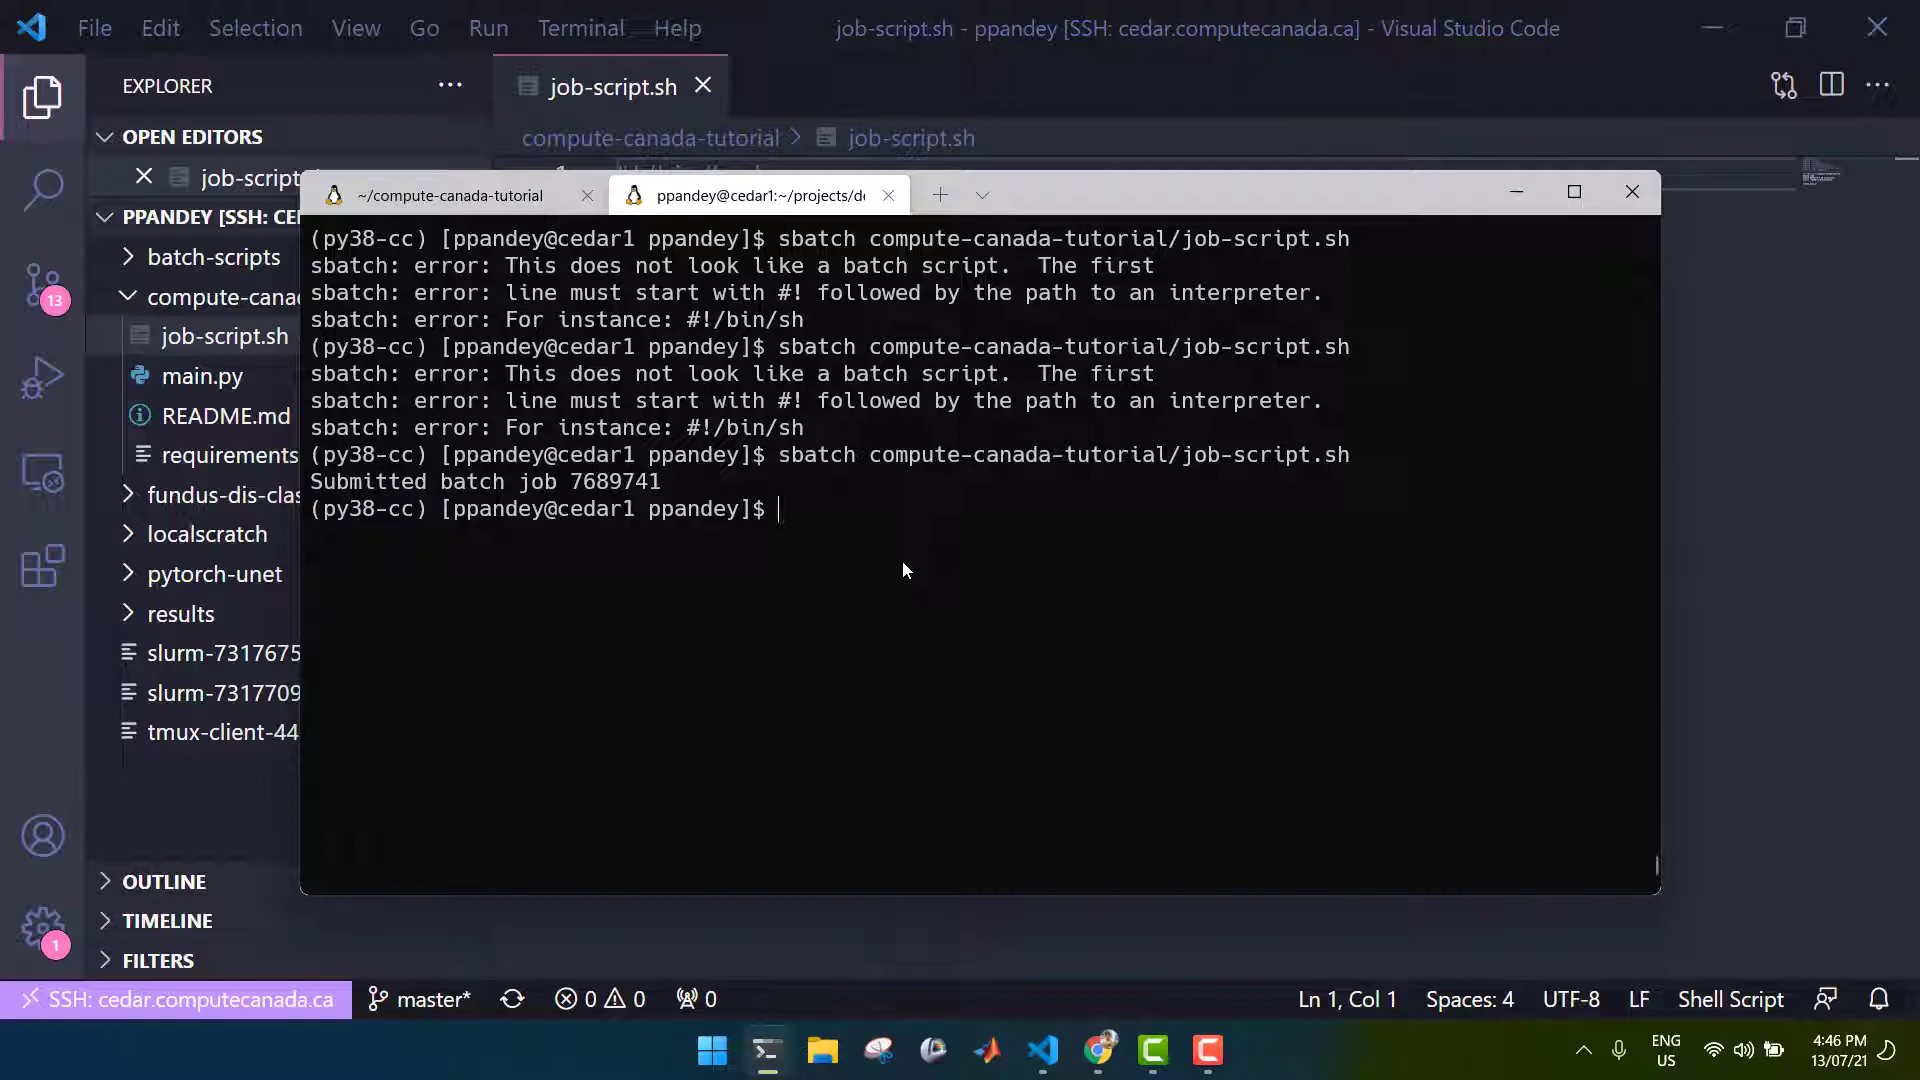 File Edit Selection View Go Run Terminal Help
job-script.sh - ppandey [SSH: cedar.computecanada.ca] - Visual Studio Code
EXPLORER
job-script.sh
OPEN EDITORS
compute-canada-tutorial > job-script.sh
job-script
PPANDEY [SSH: CE
batch-scripts
compute-cana
job-script.sh
main.py
README.md
requirements
fundus-dis-clas
localscratch
pytorch-unet
results
slurm-7317675
slurm-7317709
tmux-client-44
OUTLINE
TIMELINE
FILTERS
13
1
~/compute-canada-tutorial
ppandey@cedar1:~/projects/de
(py38-cc) [ppandey@cedar1 ppandey]$ sbatch compute-canada-tutorial/job-script.sh
sbatch: error: This does not look like a batch script.  The first
sbatch: error: line must start with #! followed by the path to an interpreter.
sbatch: error: For instance: #!/bin/sh
(py38-cc) [ppandey@cedar1 ppandey]$ sbatch compute-canada-tutorial/job-script.sh
sbatch: error: This does not look like a batch script.  The first
sbatch: error: line must start with #! followed by the path to an interpreter.
sbatch: error: For instance: #!/bin/sh
(py38-cc) [ppandey@cedar1 ppandey]$ sbatch compute-canada-tutorial/job-script.sh
Submitted batch job 7689741
(py38-cc) [ppandey@cedar1 ppandey]$
SSH: cedar.computecanada.ca master* 0 0 0
Ln 1, Col 1 Spaces: 4 UTF-8 LF Shell Script
ENG
US
4:46 PM
13/07/21